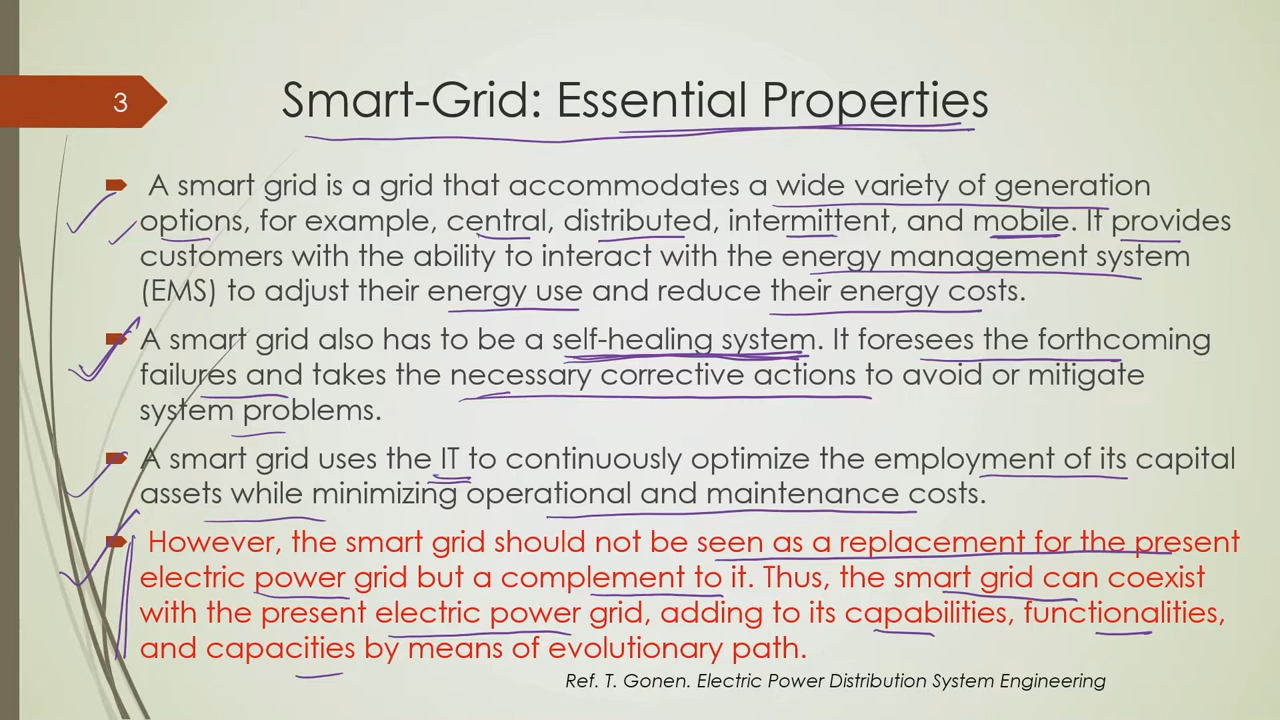 3
Smart-Grid: Essential Properties
A smart grid is a grid that accommodates a wide variety of generation
options, for example, central, distributed, intermittent, and mobile. It provides
customers with the ability to interact with the energy management system
(EMS) to adjust their energy use and reduce their energy costs.
A smart grid also has to be a self-healing system. It foresees the forthcoming
failures and takes the necessary corrective actions to avoid or mitigate
system problems.
A smart grid uses the IT to continuously optimize the employment of its capital
assets while minimizing operational and maintenance costs.
However, the smart grid should not be seen as a replacement for the present
electric power grid but a complement to it. Thus, the smart grid can coexist
with the present electric power grid, adding to its capabilities, functionalities,
and capacities by means of evolutionary path.
Ref. T. Gonen. Electric Power Distribution System Engineering